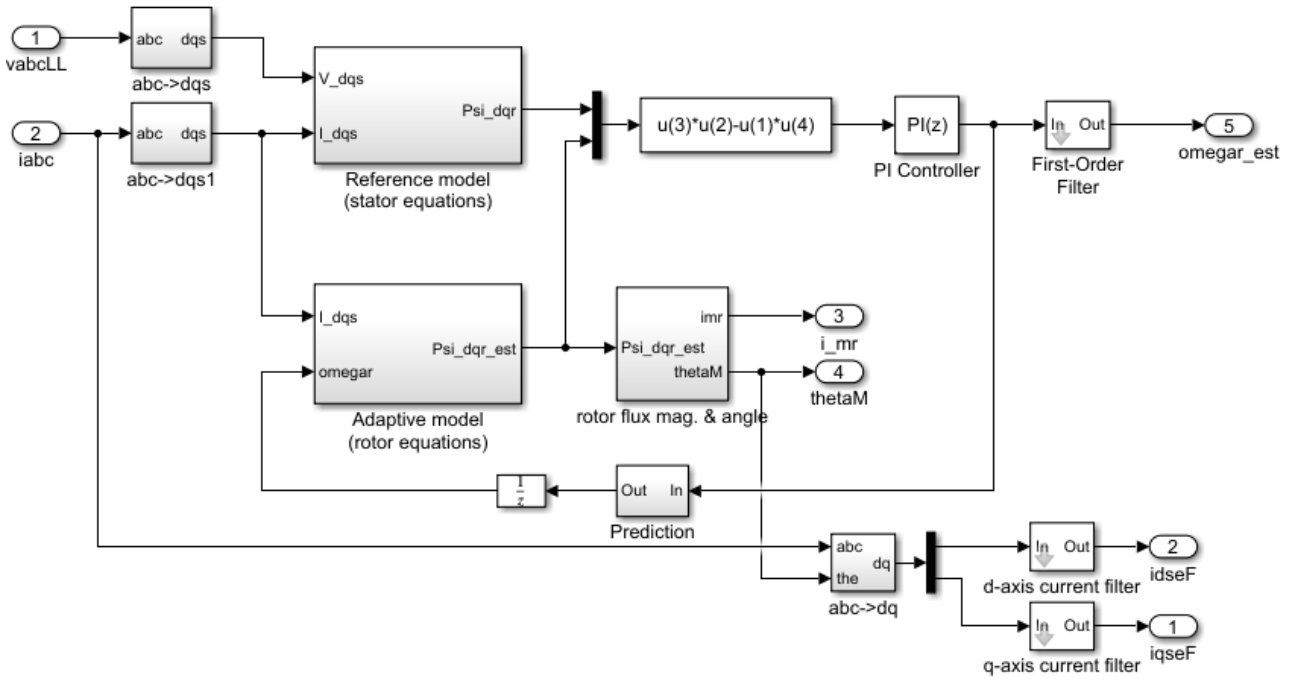 1
vabcLL
abc dqs
abc->dqs
2
iabc
abc dqs
abc->dqs1
V_dqs
I_dqs
Psi_dqr
Reference model
(stator equations)
u(3)*u(2)-u(1)*u(4)
PI(z)
PI Controller
In Out
First-Order
Filter
5
omegar_est
I_dqs
omegar
Psi_dqr_est
Adaptive model
(rotor equations)
Psi_dqr_est
imr
thetaM
rotor flux mag. & angle
3
i_mr
4
thetaM
1
z
Out In
Prediction
abc
the
dq
abc->dq
In Out
d-axis current filter
2
idseF
In Out
q-axis current filter
1
iqseF